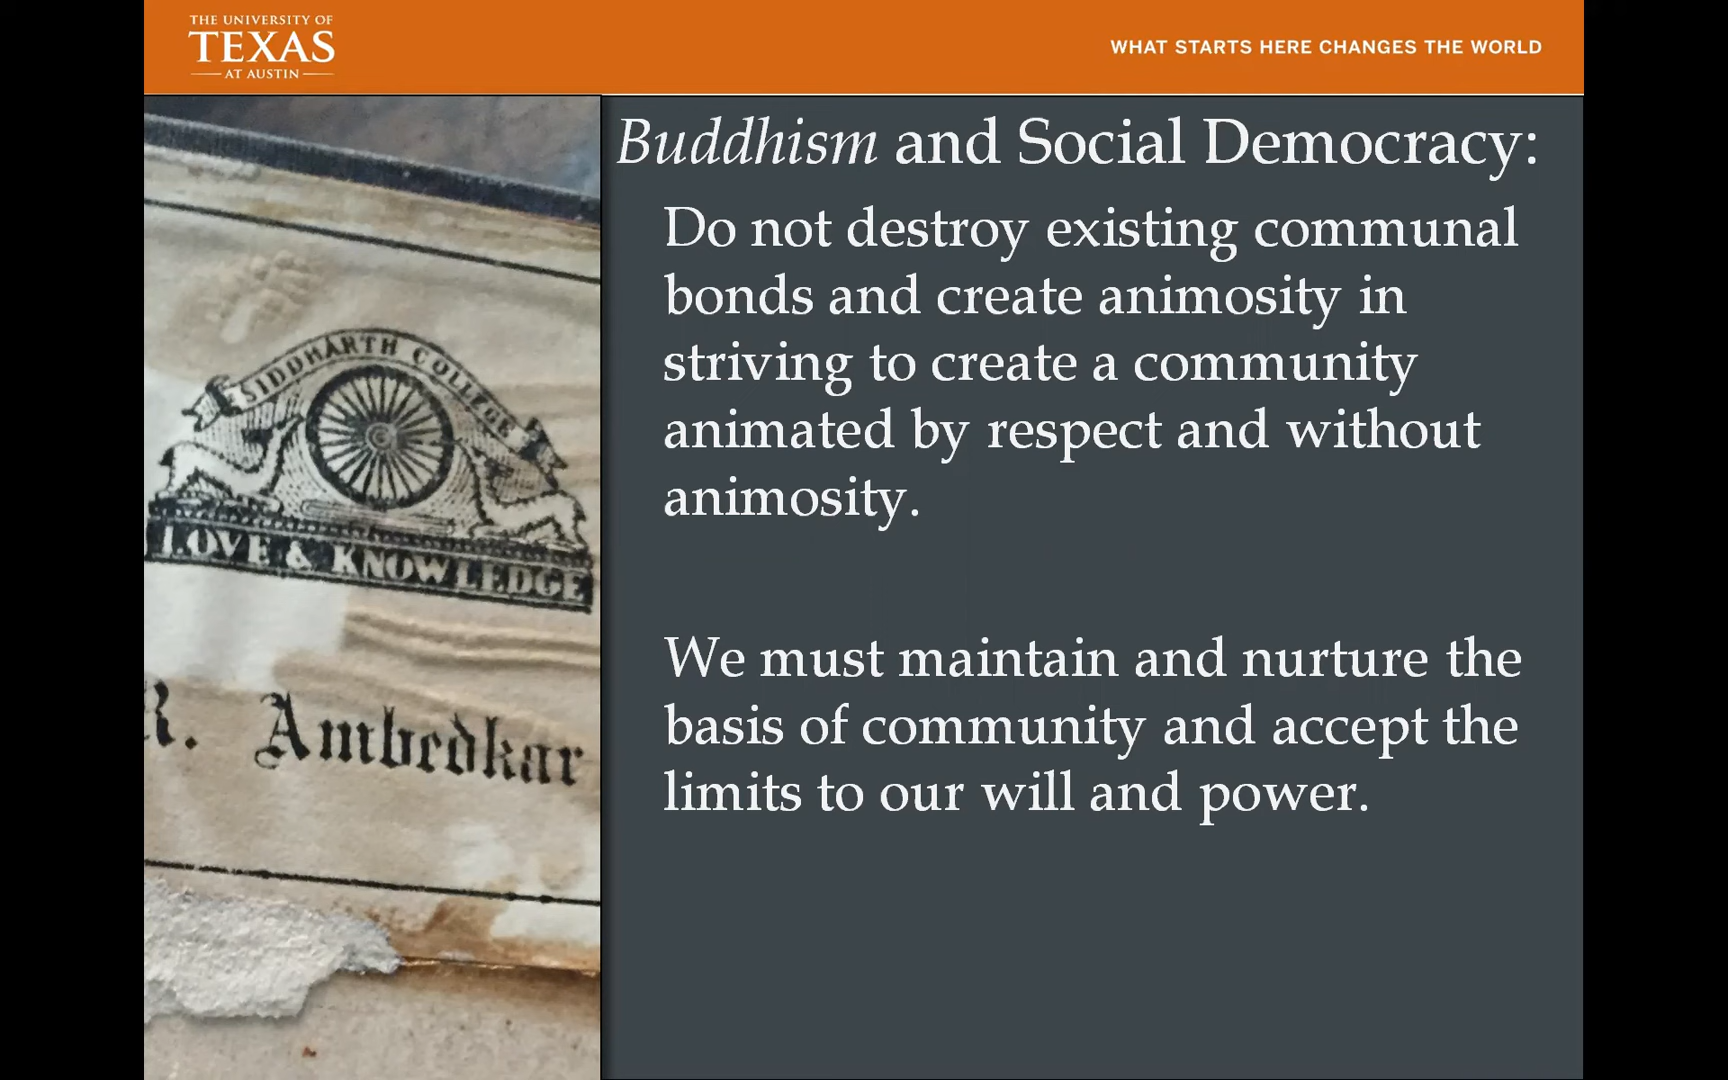 THE UNIVERSITY OF
TEXAS
AT AUSTIN
WHAT STARTS HERE CHANGES THE WORLD
SIDDHARTH COLLEGE
LOVE & KNOWLEDGE
R. Ambedkar
Buddhism and Social Democracy:
Do not destroy existing communal
bonds and create animosity in
striving to create a community
animated by respect and without
animosity.
We must maintain and nurture the
basis of community and accept the
limits to our will and power.